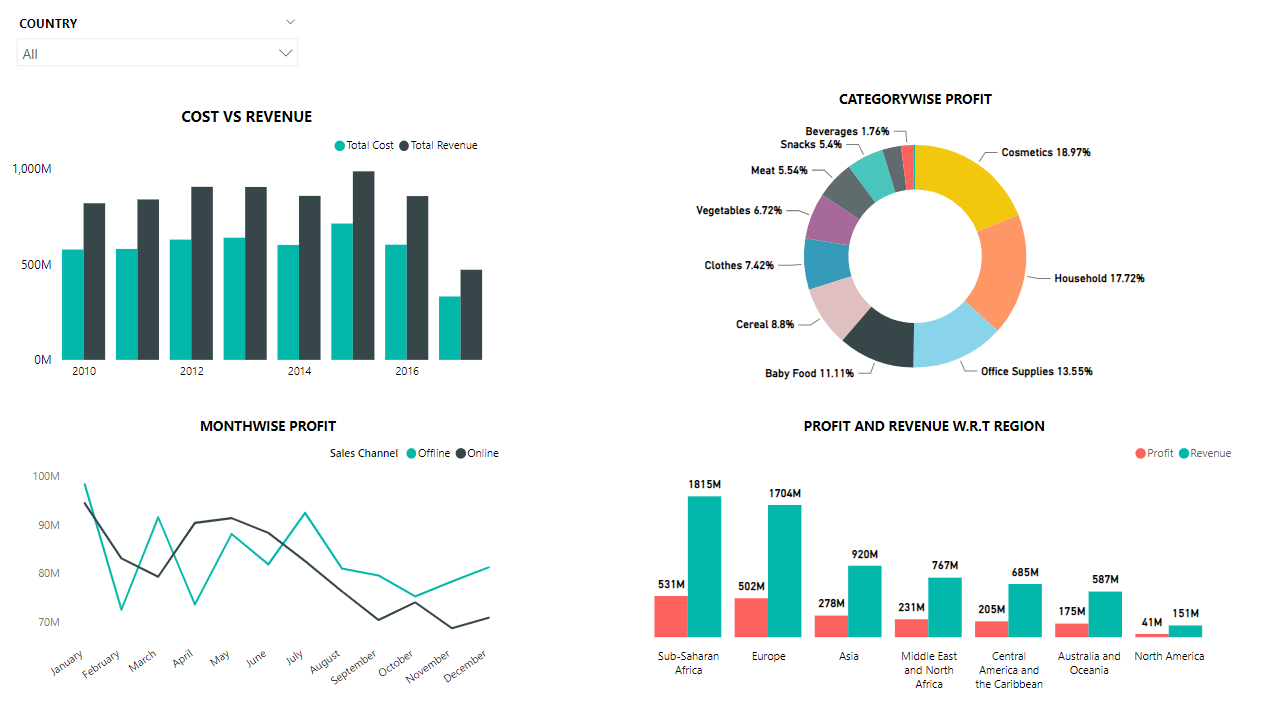 COUNTRY
All
COST VS REVENUE
Total Cost Total Revenue
1,000M
500M
0M
2010 2012 2014 2016
CATEGORYWISE PROFIT
Beverages 1.76%
Snacks 5.4%
Meat 5.54%
Vegetables 6.72%
Clothes 7.42%
Cereal 8.8%
Baby Food 11.11%
Cosmetics 18.97%
Household 17.72%
Office Supplies 13.55%
MONTHWISE PROFIT
Sales Channel Offline Online
100M
90M
80M
70M
January February March April May June July August September October November December
PROFIT AND REVENUE W.R.T REGION
Profit Revenue
531M 1815M 502M 1704M 278M 920M 231M 767M 205M 685M 175M 587M 41M 151M
Sub-Saharan
Africa
Europe
Asia
Middle East
and North
Africa
Central
America and
the Caribbean
Australia and
Oceania
North America